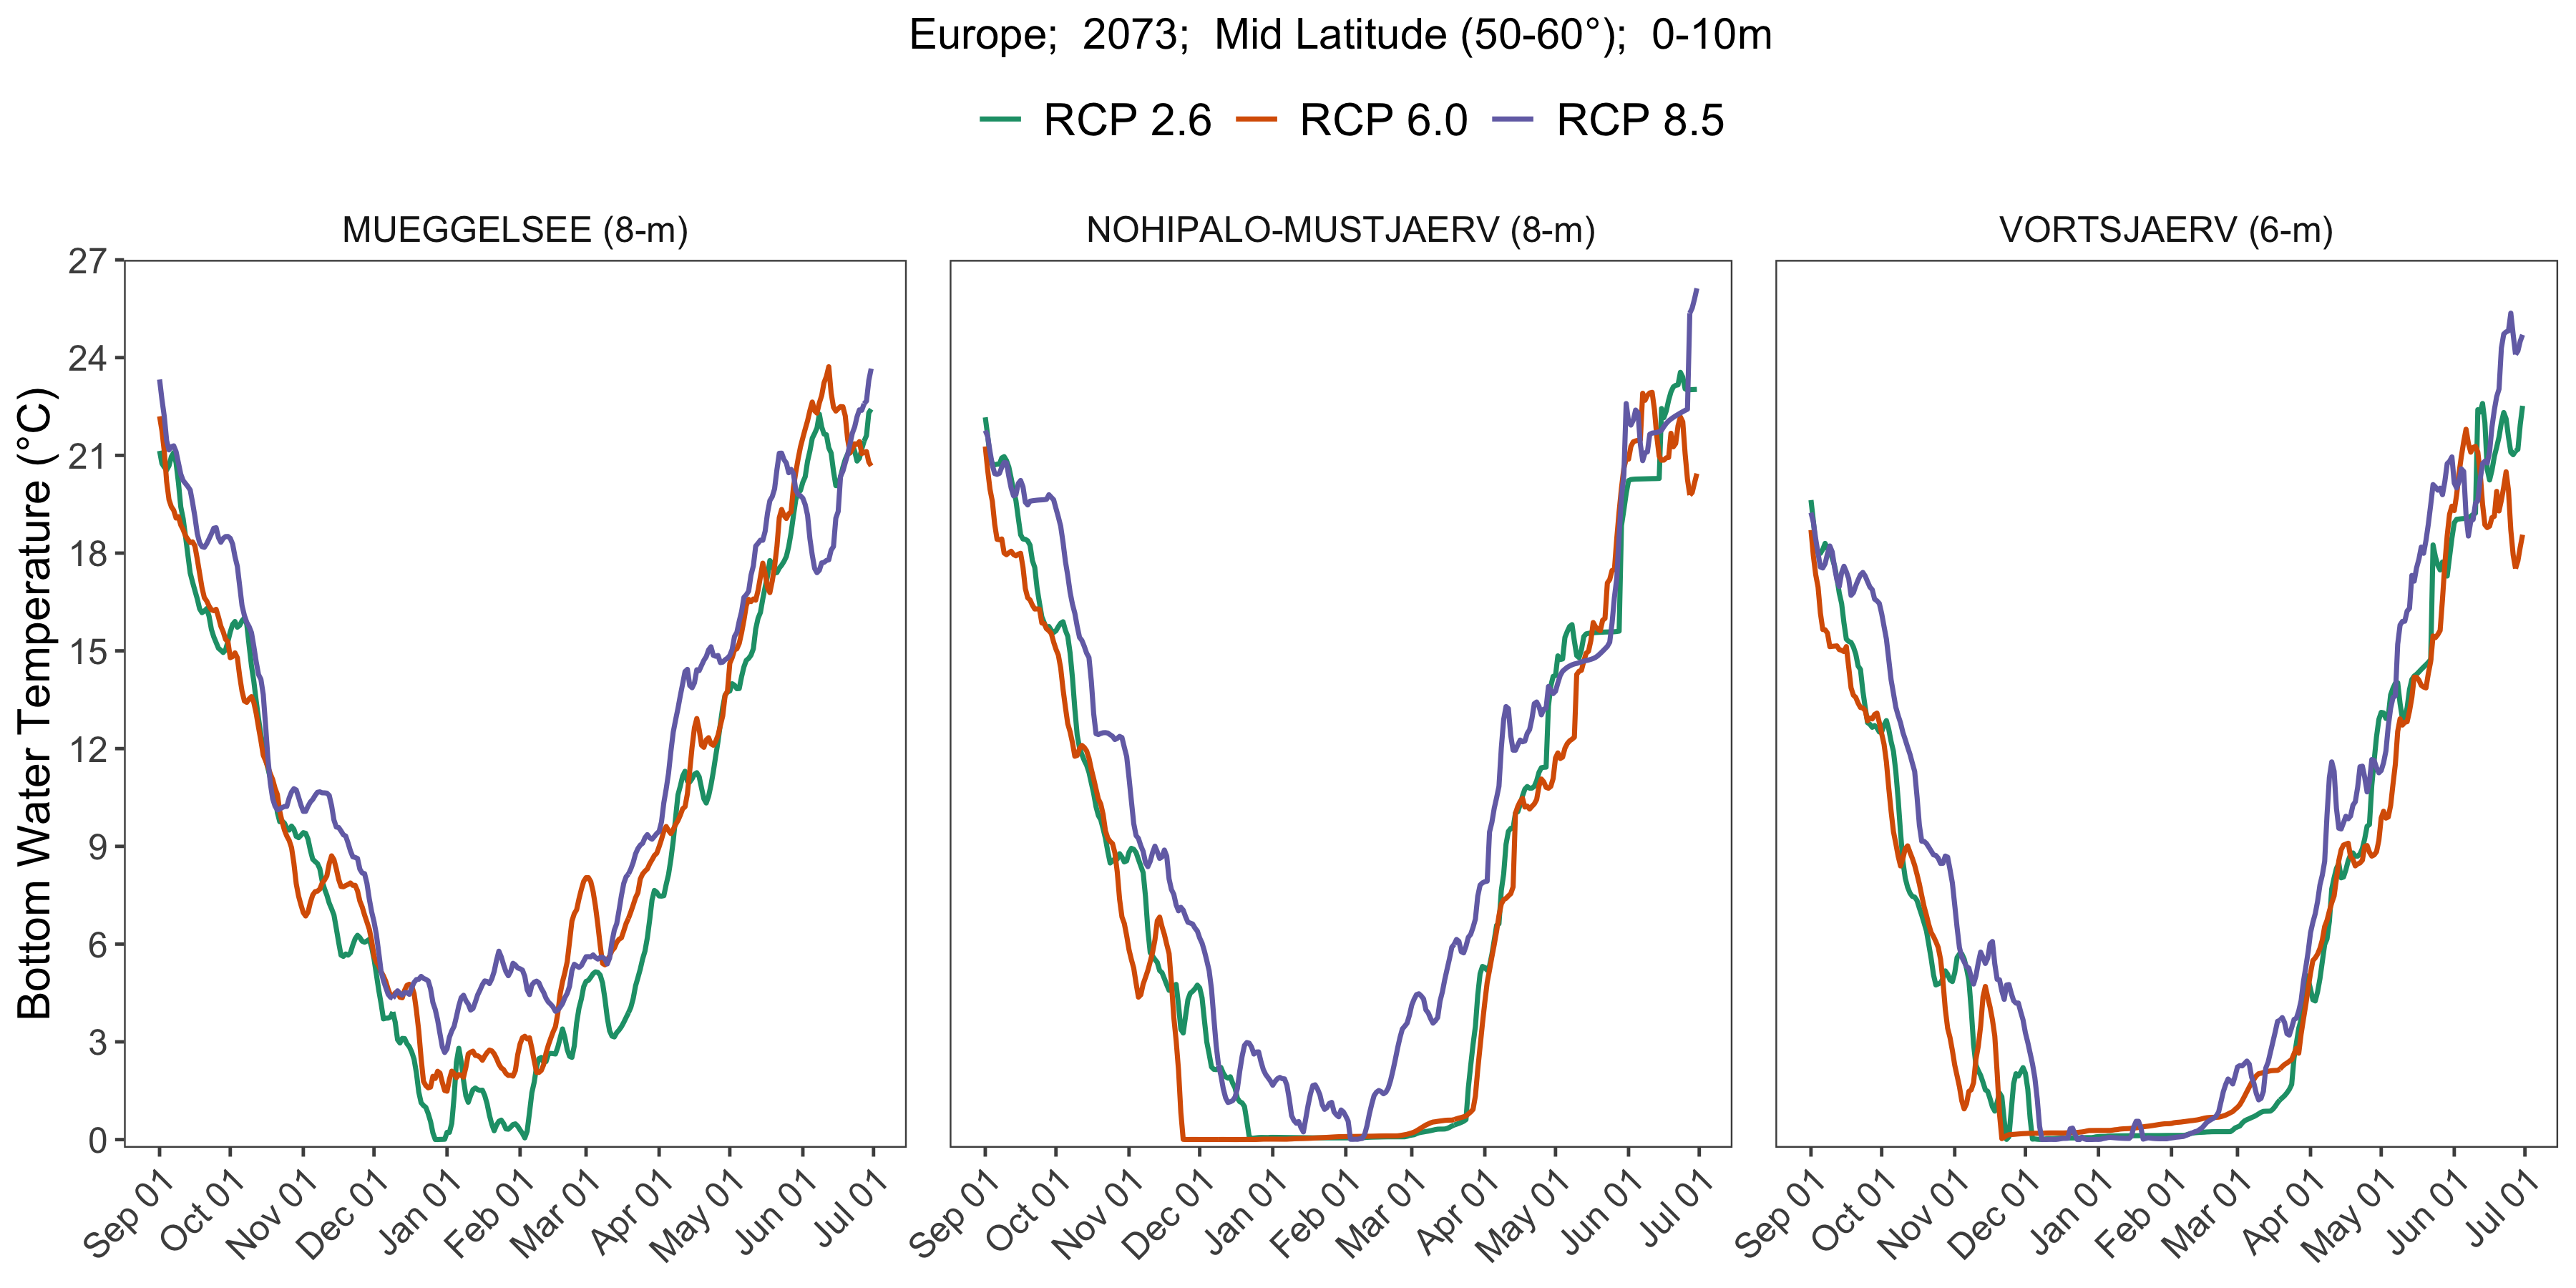 Europe;  2073;  Mid Latitude (50-60°);  0-10m
RCP 2.6 RCP 6.0 RCP 8.5
MUEGGELSEE (8-m) NOHIPALO-MUSTJAERV (8-m) VORTSJAERV (6-m)
Bottom Water Temperature (°C)
27
24
21
18
15
12
9
6
3
0
Sep 01 Oct 01 Nov 01 Dec 01 Jan 01 Feb 01 Mar 01 Apr 01 May 01 Jun 01 Jul 01 Sep 01 Oct 01 Nov 01 Dec 01 Jan 01 Feb 01 Mar 01 Apr 01 May 01 Jun 01 Jul 01 Sep 01 Oct 01 Nov 01 Dec 01 Jan 01 Feb 01 Mar 01 Apr 01 May 01 Jun 01 Jul 01